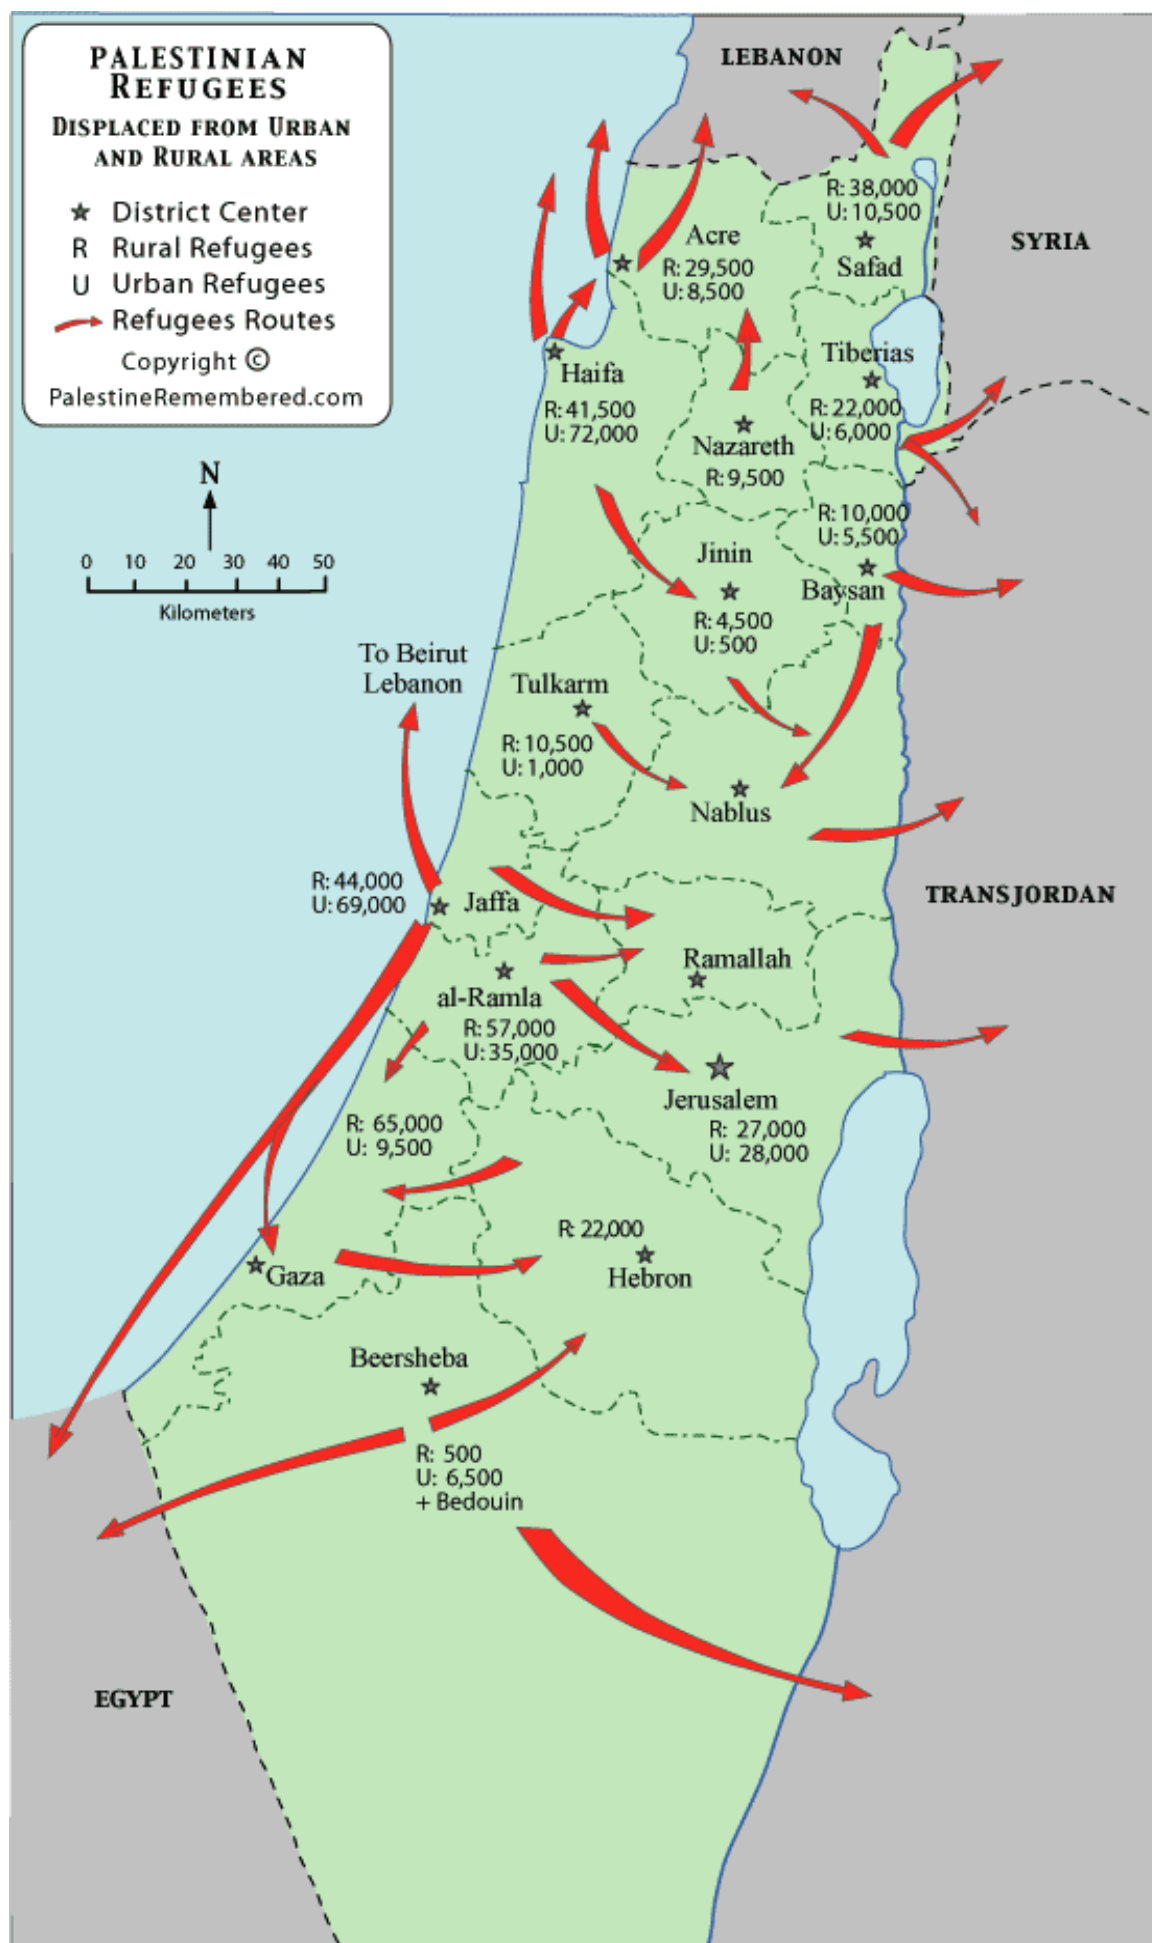 PALESTINIAN
REFUGEES
DISPLACED FROM URBAN
AND RURAL AREAS
District Center
R Rural Refugees
U Urban Refugees
Refugees Routes
Copyright ©
PalestineRemembered.com
N
0 10 20 30 40 50
Kilometers
LEBANON
SYRIA
R: 38,000
U: 10,500
Safad
Acre
R: 29,500
U: 8,500
Haifa
R: 41,500
U: 72,000
Tiberias
R: 22,000
U: 6,000
Nazareth
R: 9,500
R: 10,000
U: 5,500
Baysan
Jinin
R: 4,500
U: 500
To Beirut
Lebanon
Tulkarm
R: 10,500
U: 1,000
Nablus
R: 44,000
U: 69,000
Jaffa
TRANSJORDAN
Ramallah
al-Ramla
R: 57,000
U: 35,000
Jerusalem
R: 27,000
U: 28,000
R: 65,000
U: 9,500
R: 22,000
Hebron
Gaza
Beersheba
R: 500
U: 6,500
+ Bedouin
EGYPT